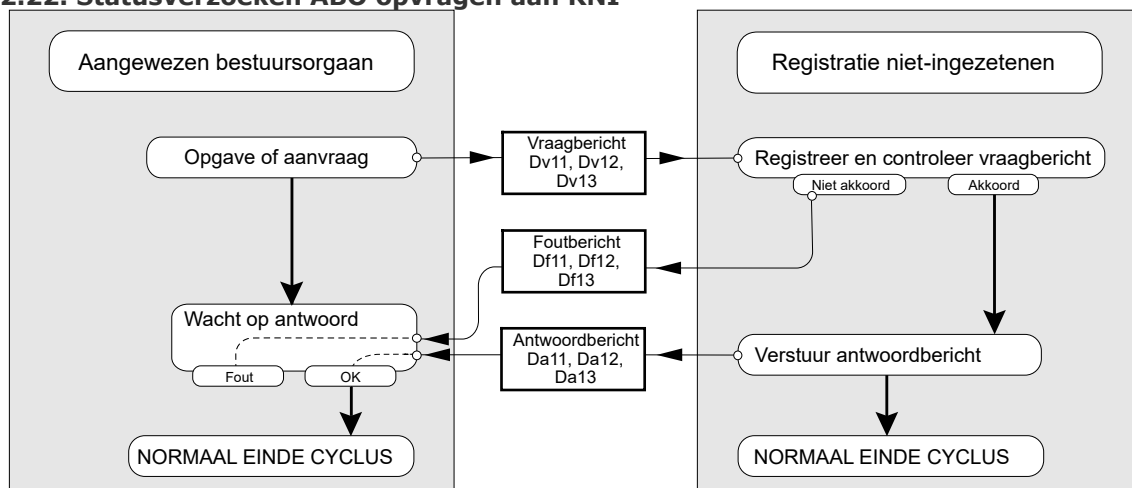 2.22. Statusverzoeken ABO opvragen aan RNI
Aangewezen bestuursorgaan
Registratie niet-ingezetenen
Opgave of aanvraag
Vraagbericht
Dv11, Dv12,
Dv13
Registreer en controleer vraagbericht
Niet akkoord
Akkoord
Foutbericht
Df11, Df12,
Df13
Wacht op antwoord
Fout
OK
Antwoordbericht
Da11, Da12,
Da13
Verstuur antwoordbericht
NORMAAL EINDE CYCLUS
NORMAAL EINDE CYCLUS